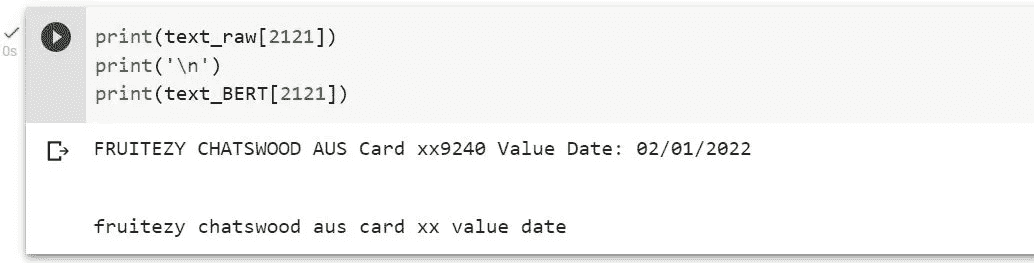 print(text_raw[2121])
0s
print('\n')
print(text_BERT[2121])
FRUITEZY CHATSWOOD AUS Card xx9240 Value Date: 02/01/2022
fruitezy chatswood aus card xx value date